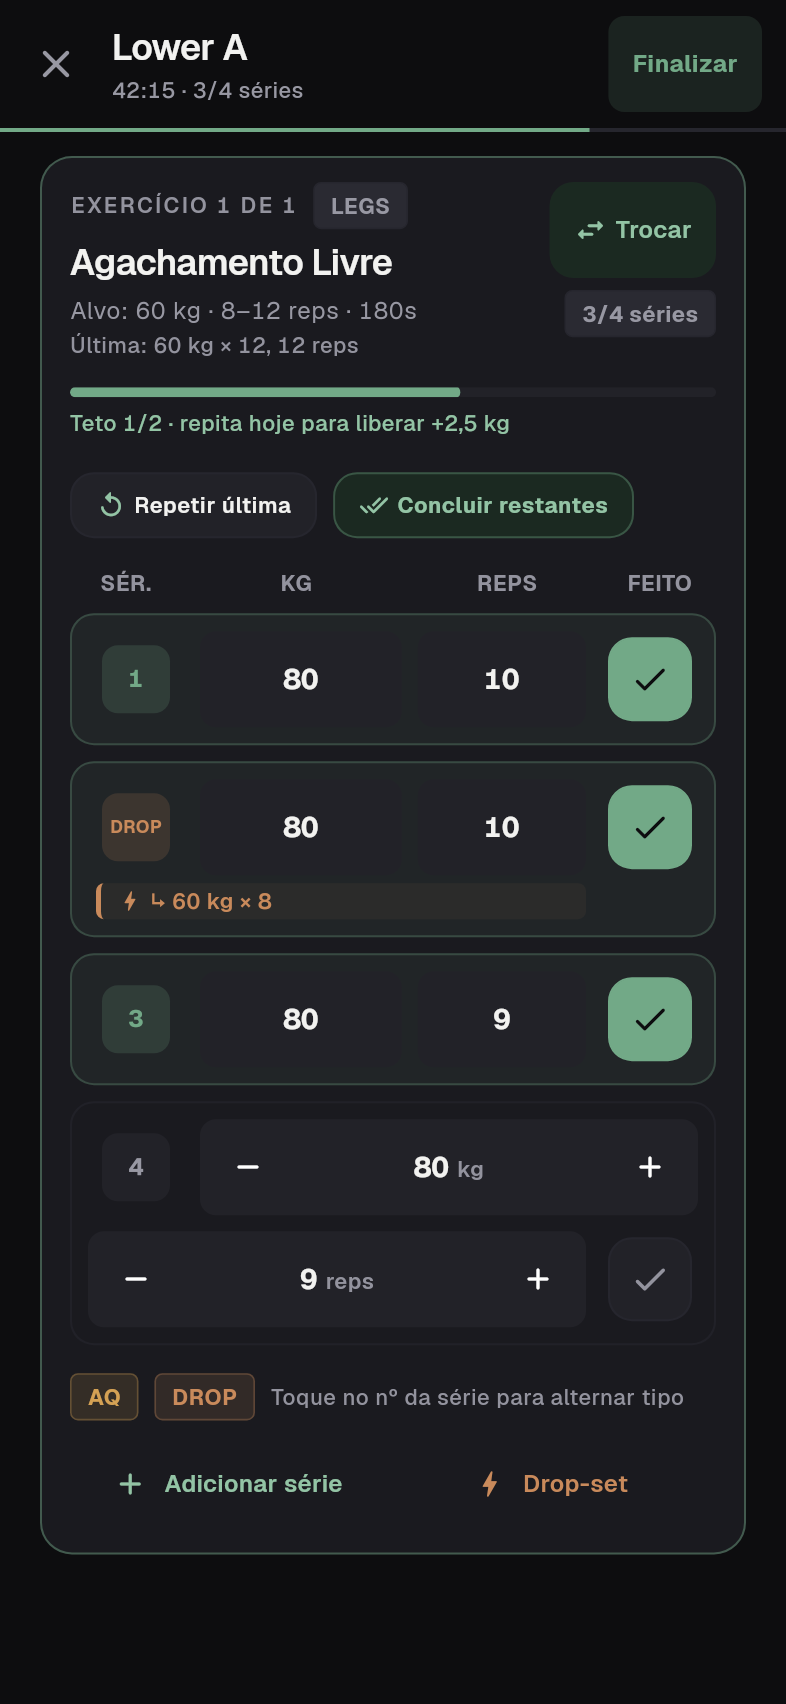 Lower A
42:15 · 3/4 séries
Finalizar
EXERCÍCIO 1 DE 1
LEGS
Trocar
Agachamento Livre
Alvo: 60 kg · 8–12 reps · 180s
3/4 séries
Última: 60 kg × 12, 12 reps
Teto 1/2 · repita hoje para liberar +2,5 kg
Repetir última
Concluir restantes
SÉR. KG REPS FEITO
1 80 10
DROP 80 10
↳ 60 kg × 8
3 80 9
4 − 80 kg +
− 9 reps +
AQ DROP Toque no nº da série para alternar tipo
+ Adicionar série
Drop-set